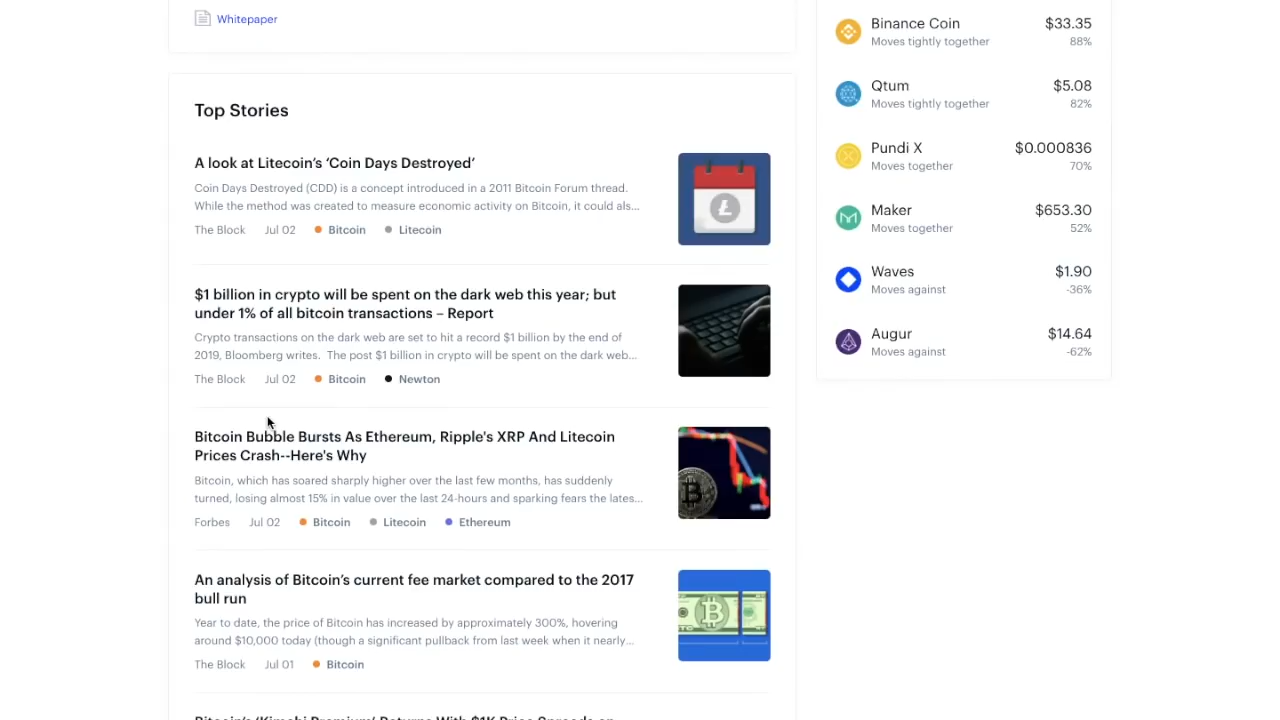 Whitepaper
Top Stories
A look at Litecoin’s ‘Coin Days Destroyed’
Coin Days Destroyed (CDD) is a concept introduced in a 2011 Bitcoin Forum thread.
While the method was created to measure economic activity on Bitcoin, it could als...
The Block Jul 02 Bitcoin Litecoin
$1 billion in crypto will be spent on the dark web this year; but
under 1% of all bitcoin transactions – Report
Crypto transactions on the dark web are set to hit a record $1 billion by the end of
2019, Bloomberg writes. The post $1 billion in crypto will be spent on the dark web...
The Block Jul 02 Bitcoin Newton
Bitcoin Bubble Bursts As Ethereum, Ripple's XRP And Litecoin
Prices Crash--Here's Why
Bitcoin, which has soared sharply higher over the last few months, has suddenly
turned, losing almost 15% in value over the last 24-hours and sparking fears the lates...
Forbes Jul 02 Bitcoin Litecoin Ethereum
An analysis of Bitcoin’s current fee market compared to the 2017
bull run
Year to date, the price of Bitcoin has increased by approximately 300%, hovering
around $10,000 today (though a significant pullback from last week when it nearly...
The Block Jul 01 Bitcoin
Bitcoin’s ‘Kimchi Premium’ Returns With $1K Price Spreads on
Binance Coin $33.35
Moves tightly together 88%
Qtum $5.08
Moves tightly together 82%
Pundi X $0.000836
Moves together 70%
Maker $653.30
Moves together 52%
Waves $1.90
Moves against -36%
Augur $14.64
Moves against -62%